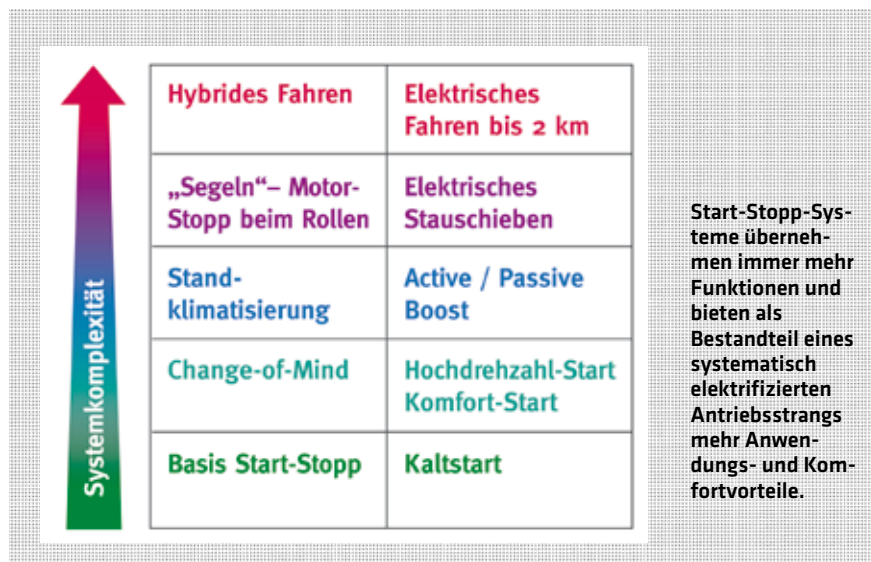 Systemkomplexität
Hybrides Fahren
Elektrisches
Fahren bis 2 km
„Segeln“– Motor-
Stopp beim Rollen
Elektrisches
Stauschieben
Stand-
klimatisierung
Active / Passive
Boost
Change-of-Mind
Hochdrehzahl-Start
Komfort-Start
Basis Start-Stopp
Kaltstart
Start-Stopp-Sys-
teme überneh-
men immer mehr
Funktionen und
bieten als
Bestandteil eines
systematisch
elektrifizierten
Antriebsstrangs
mehr Anwen-
dungs- und Kom-
fortvorteile.